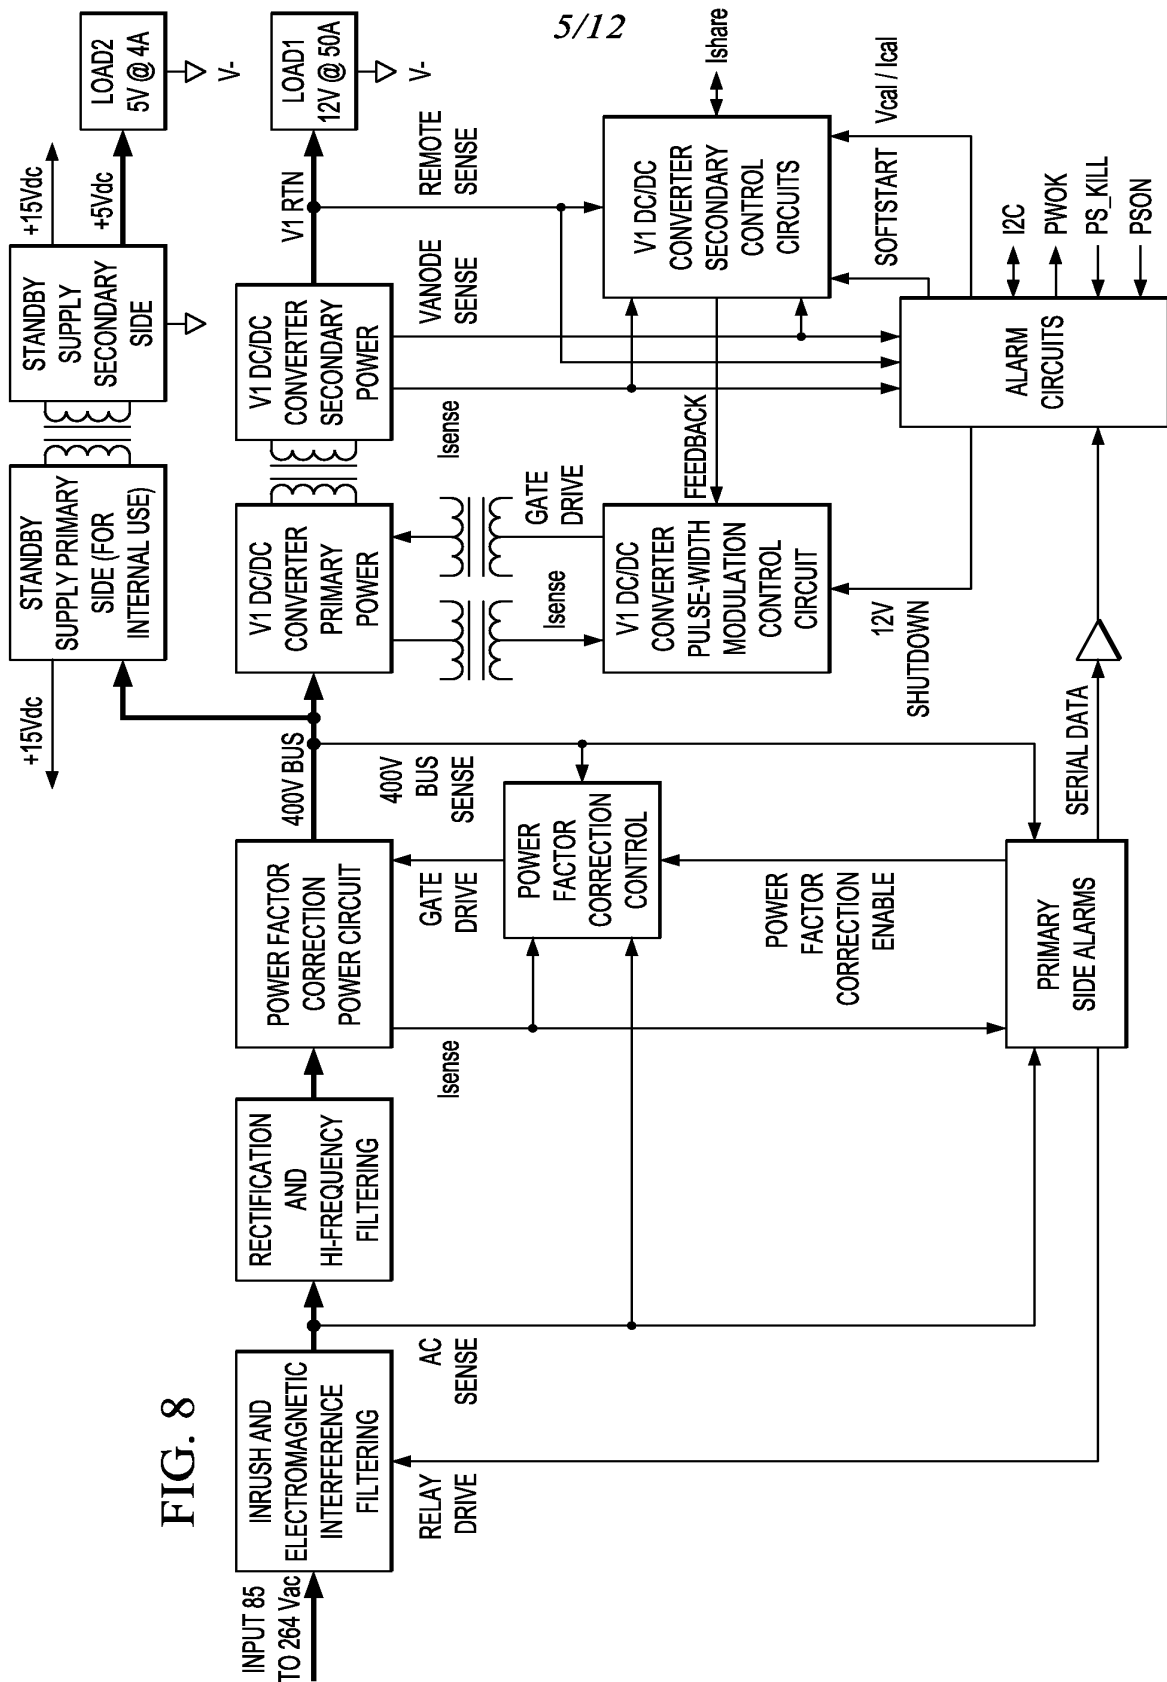 5/12
FIG. 8
INPUT 85
TO 264 Vac
INRUSH AND
ELECTROMAGNETIC
INTERFERENCE
FILTERING
RELAY
DRIVE
AC
SENSE
RECTIFICATION
AND
HI-FREQUENCY
FILTERING
POWER FACTOR
CORRECTION
POWER CIRCUIT
Isense
GATE
DRIVE
400V BUS
400V
BUS
SENSE
POWER
FACTOR
CORRECTION
CONTROL
POWER
FACTOR
CORRECTION
ENABLE
PRIMARY
SIDE ALARMS
SERIAL DATA
+15Vdc
STANDBY
SUPPLY PRIMARY
SIDE (FOR
INTERNAL USE)
STANDBY
SUPPLY
SECONDARY
SIDE
+15Vdc
+5Vdc
LOAD2
5V @ 4A
V-
V1 DC/DC
CONVERTER
PRIMARY
POWER
Isense
GATE
DRIVE
V1 DC/DC
CONVERTER
SECONDARY
POWER
Isense
VANODE
SENSE
V1 RTN
REMOTE
SENSE
LOAD1
12V @ 50A
V-
V1 DC/DC
CONVERTER
PULSE-WIDTH
MODULATION
CONTROL
CIRCUIT
FEEDBACK
12V
SHUTDOWN
V1 DC/DC
CONVERTER
SECONDARY
CONTROL
CIRCUITS
Ishare
SOFTSTART
Vcal / Ical
ALARM
CIRCUITS
I2C
PWOK
PS_KILL
PSON